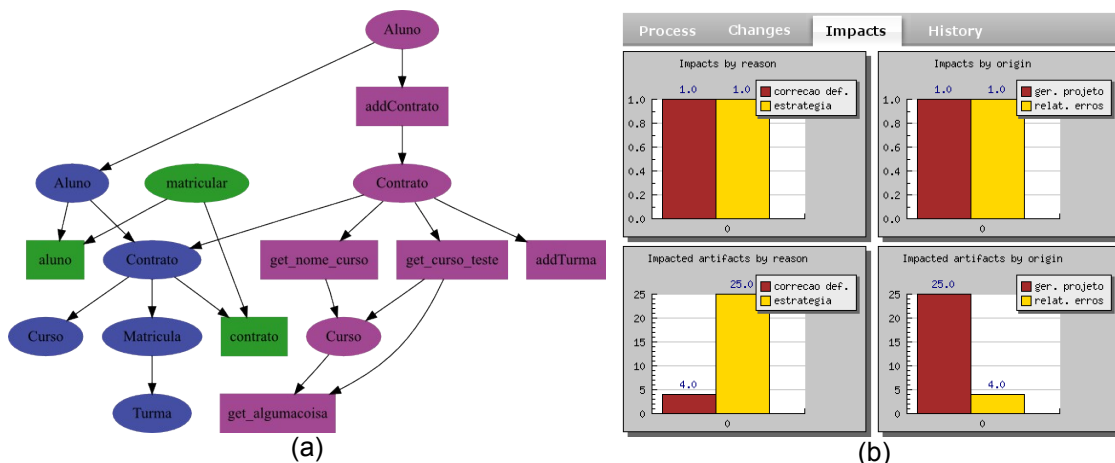 Aluno
addContrato
Aluno
matricular
Contrato
aluno
Contrato
get_nome_curso
get_curso_teste
addTurma
Curso
Matricula
contrato
Curso
Turma
get_algumacoisa
(a)
Process Changes Impacts History
Impacts by reason
correcao def.
estrategia
1.0 1.0
1.0
0.8
0.6
0.4
0.2
0.0
0
Impacts by origin
ger. projeto
relat. erros
1.0 1.0
1.0
0.8
0.6
0.4
0.2
0.0
0
Impacted artifacts by reason
correcao def.
estrategia
25.0
4.0
25
20
15
10
5
0
0
Impacted artifacts by origin
ger. projeto
relat. erros
25.0
4.0
25
20
15
10
5
0
0
(b)